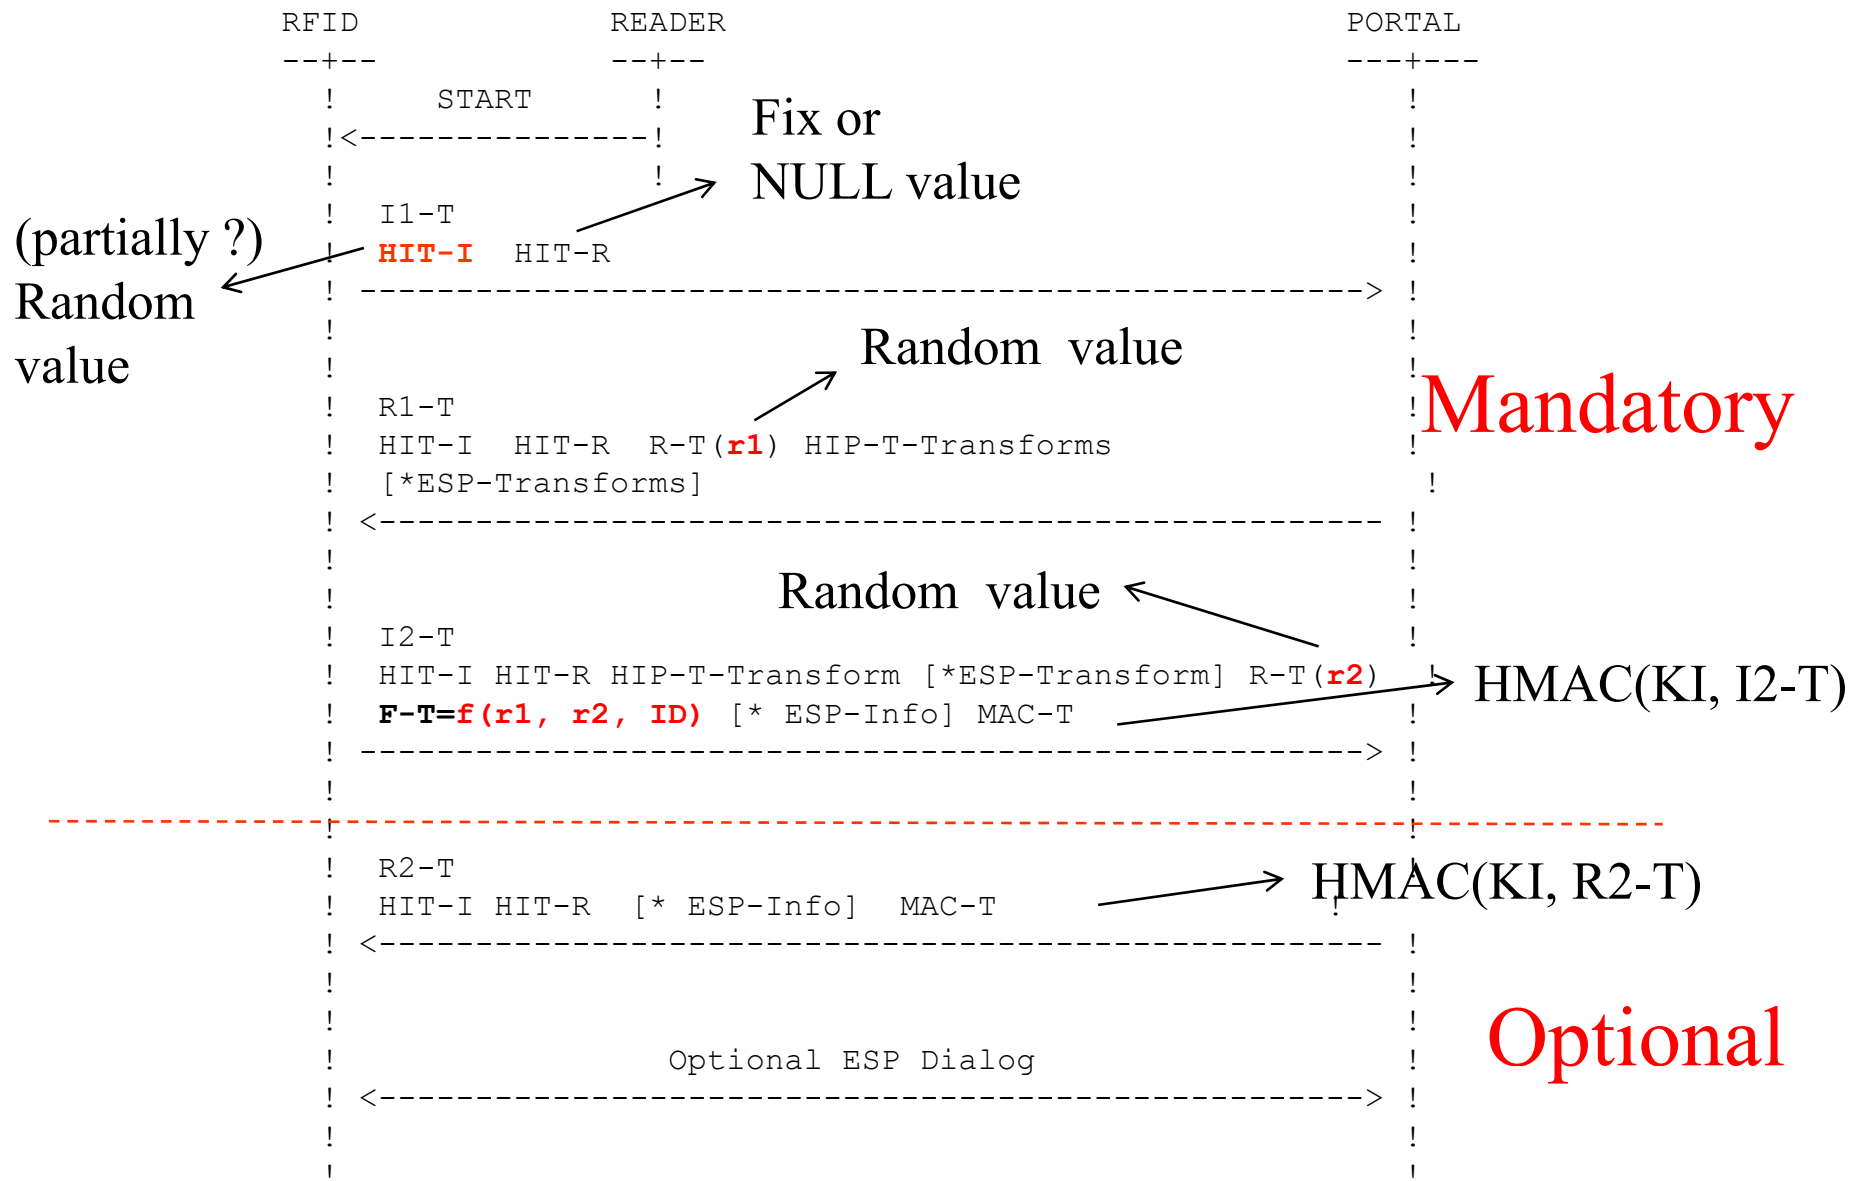 RFID READER PORTAL
--+-- --+-- ---+---
! START ! !
!<---------------! !
Fix or
NULL value
! ! !
! I1-T !
(partially ?)
Random
value
! HIT-I HIT-R !
! ----------------------------------------------------> !
! !
Random value
! !
! R1-T !
Mandatory
! HIT-I HIT-R R-T(r1) HIP-T-Transforms !
! [*ESP-Transforms] !
! <---------------------------------------------------- !
! !
Random value
! !
! I2-T !
! HIT-I HIT-R HIP-T-Transform [*ESP-Transform] R-T(r2) !
HMAC(KI, I2-T)
! F-T=f(r1, r2, ID) [* ESP-Info] MAC-T !
! ----------------------------------------------------> !
! !
! !
! R2-T !
HMAC(KI, R2-T)
! HIT-I HIT-R [* ESP-Info] MAC-T !
! <---------------------------------------------------- !
! !
! !
Optional
! Optional ESP Dialog !
! <---------------------------------------------------> !
! !
! !